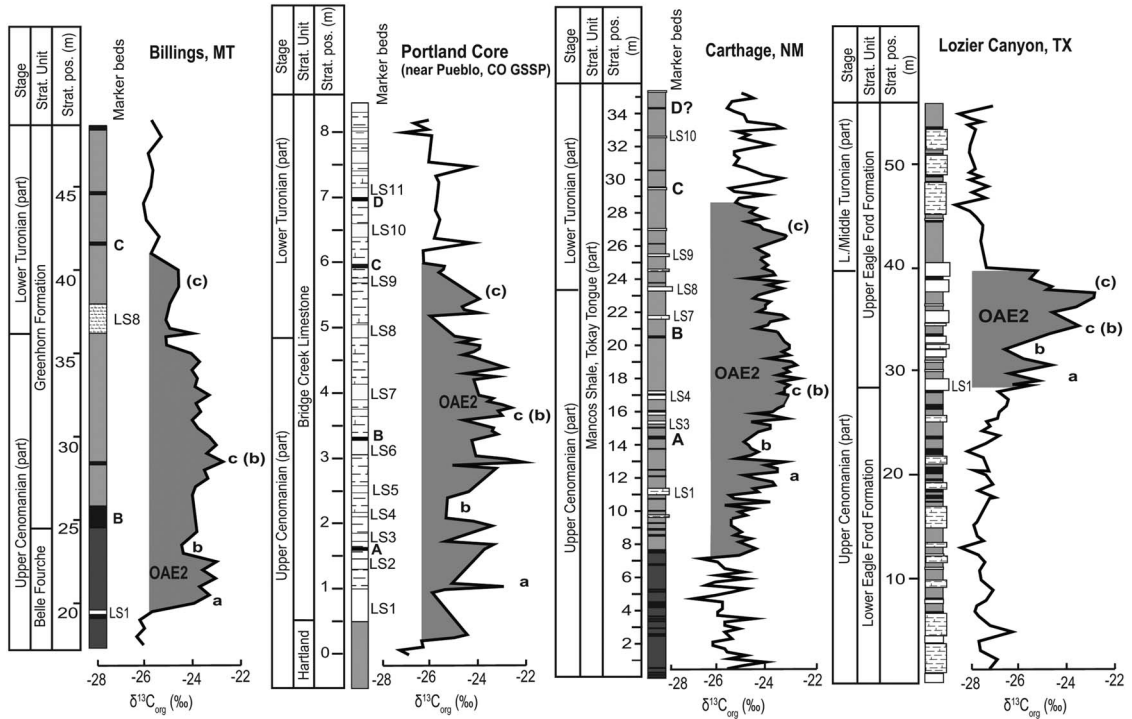 Billings, MT
Stage
Strat. Unit
Strat. pos. (m)
Marker beds
Lower Turonian (part)
Upper Cenomanian (part)
Greenhorn Formation
Belle Fourche
45
40
35
30
25
20
C
LS8
B
LS1
(c)
c (b)
b
OAE2
a
-28 -26 -24 -22
δ¹³Corg (‰)
Portland Core
(near Pueblo, CO GSSP)
Stage
Strat. Unit
Strat. pos. (m)
Marker beds
Lower Turonian (part)
Upper Cenomanian (part)
Bridge Creek Limestone
Hartland
8
7
6
5
4
3
2
1
0
LS11
D
LS10
C
LS9
LS8
LS7
B
LS6
LS5
LS4
LS3
A
LS2
LS1
(c)
OAE2
c (b)
b
a
-28 -26 -24 -22
δ¹³Corg (‰)
Carthage, NM
Stage
Strat. Unit
Strat. pos.
(m)
Marker beds
Lower Turonian (part)
Upper Cenomanian (part)
Mancos Shale, Tokay Tongue (part)
34
32
30
28
26
24
22
20
18
16
14
12
10
8
6
4
2
D?
LS10
C
LS9
LS8
LS7
B
LS4
LS3
A
LS1
(c)
OAE2
c (b)
b
a
-28 -26 -24 -22
δ¹³Corg (‰)
Lozier Canyon, TX
Stage
Strat. Unit
Strat. pos.
(m)
L./Middle Turonian (part)
Upper Cenomanian (part)
Upper Eagle Ford Formation
Lower Eagle Ford Formation
50
40
30
20
10
LS1
(c)
OAE2
c (b)
b
a
-28 -26 -24 -22
δ¹³Corg (‰)